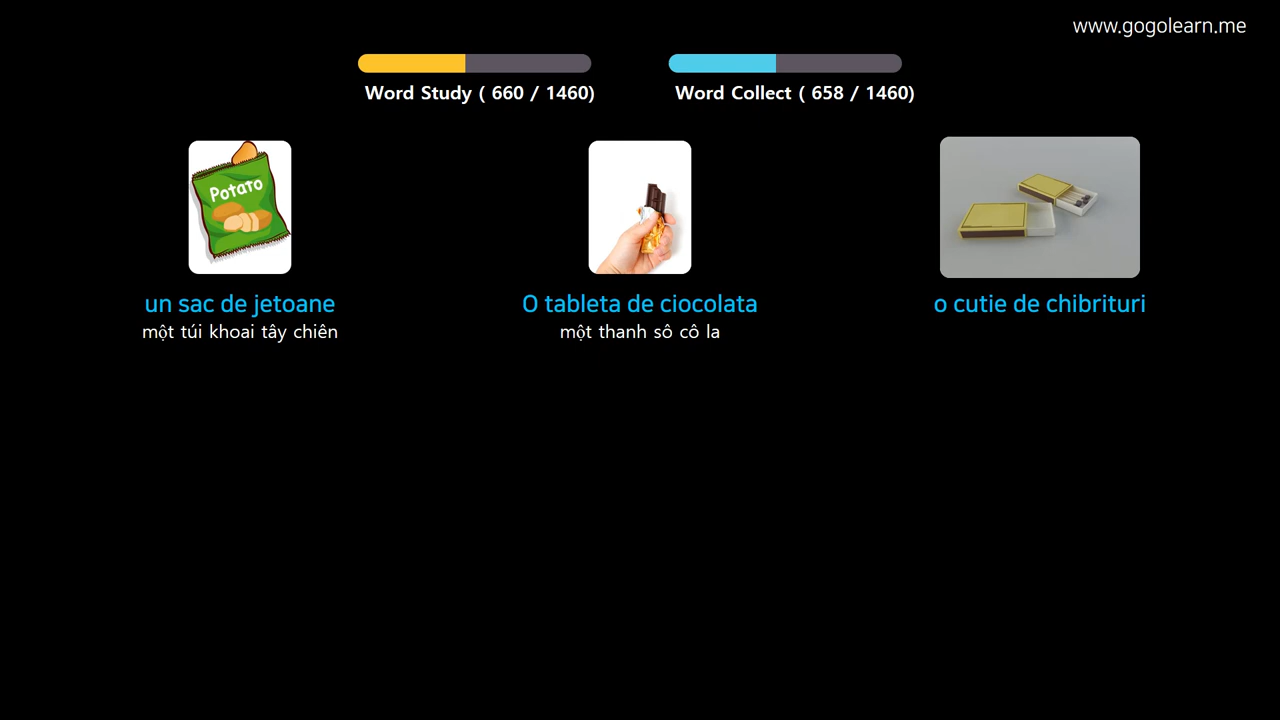 www.gogolearn.me
Word Study ( 660 / 1460)
Word Collect ( 658 / 1460)
Potato
un sac de jetoane
một túi khoai tây chiên
O tableta de ciocolata
một thanh sô cô la
o cutie de chibrituri